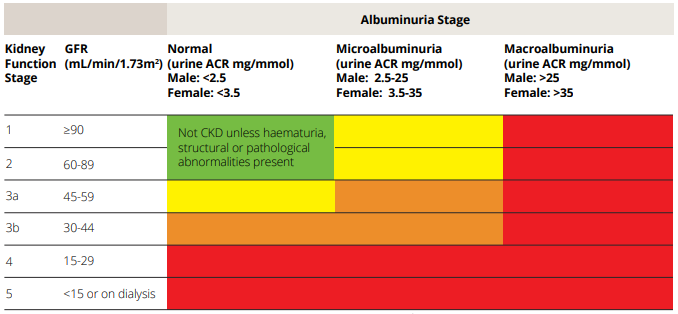 Albuminuria Stage
Kidney Function Stage
GFR (mL/min/1.73m²)
Normal (urine ACR mg/mmol) Male: <2.5 Female: <3.5
Microalbuminuria (urine ACR mg/mmol) Male: 2.5-25 Female: 3.5-35
Macroalbuminuria (urine ACR mg/mmol) Male: >25 Female: >35
1 ≥90
Not CKD unless haematuria,
structural or pathological
abnormalities present
2 60-89
3a 45-59
3b 30-44
4 15-29
5 <15 or on dialysis